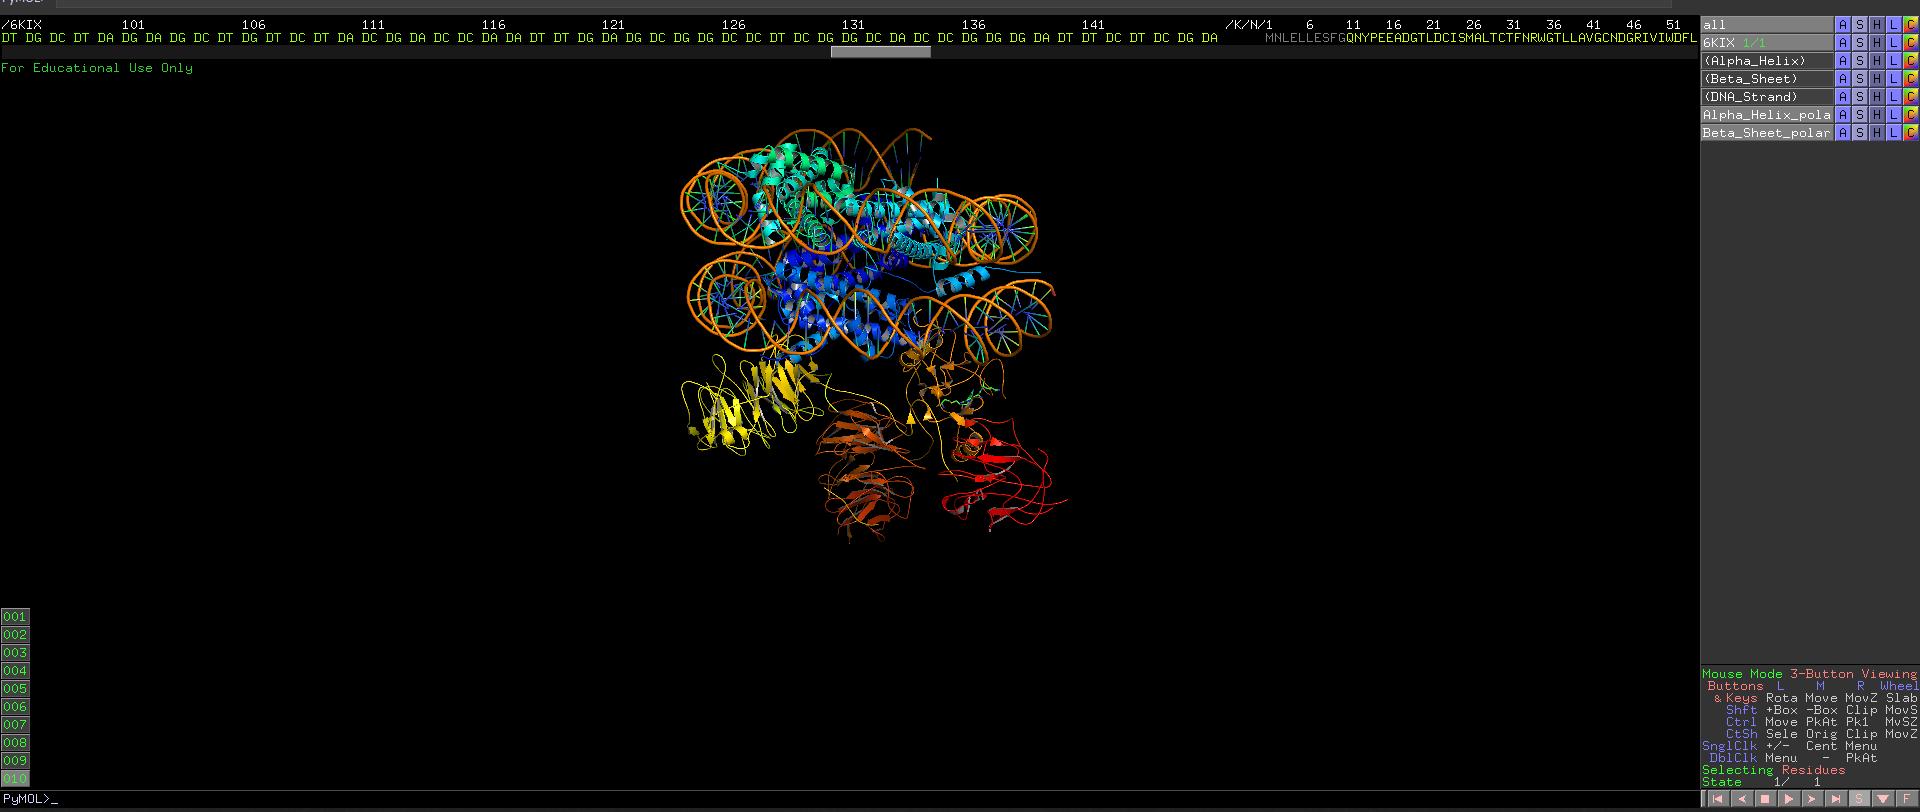 /6KIX 101 106 111 116 121 126 131 136 141 /K/N/1 6 11 16 21 26 31 36 41 46 51
DT DG DC DT DA DG DA DG DC DT DG DT DC DT DA DC DG DA DC DC DA DA DT DT DG DA DG DC DG DG DC DC DT DC DG DG DC DA DC DC DG DG DG DA DT DT DC DT DC DG DA MNLELLESFGQNYPEEADGTLDCISMALTCTFNRWGTLLAVGCNDGRIVIWDFL
For Educational Use Only
all A S H L C
6KIX 1/1 A S H L C
(Alpha_Helix) A S H L C
(Beta_Sheet) A S H L C
(DNA_Strand) A S H L C
Alpha_Helix_pola A S H L C
Beta_Sheet_polar A S H L C
001
002
003
004
005
006
007
008
009
010
Mouse Mode 3-Button Viewing
Buttons L M R Wheel
& Keys Rota Move MovZ Slab
Shft +Box -Box Clip MovS
Ctrl Move PkAt Pk1 MvSZ
CtSh Sele Orig Clip MovZ
SnglClk +/- Cent Menu
DblClk Menu - PkAt
Selecting Residues
State 1/ 1
PyMOL>_
S F